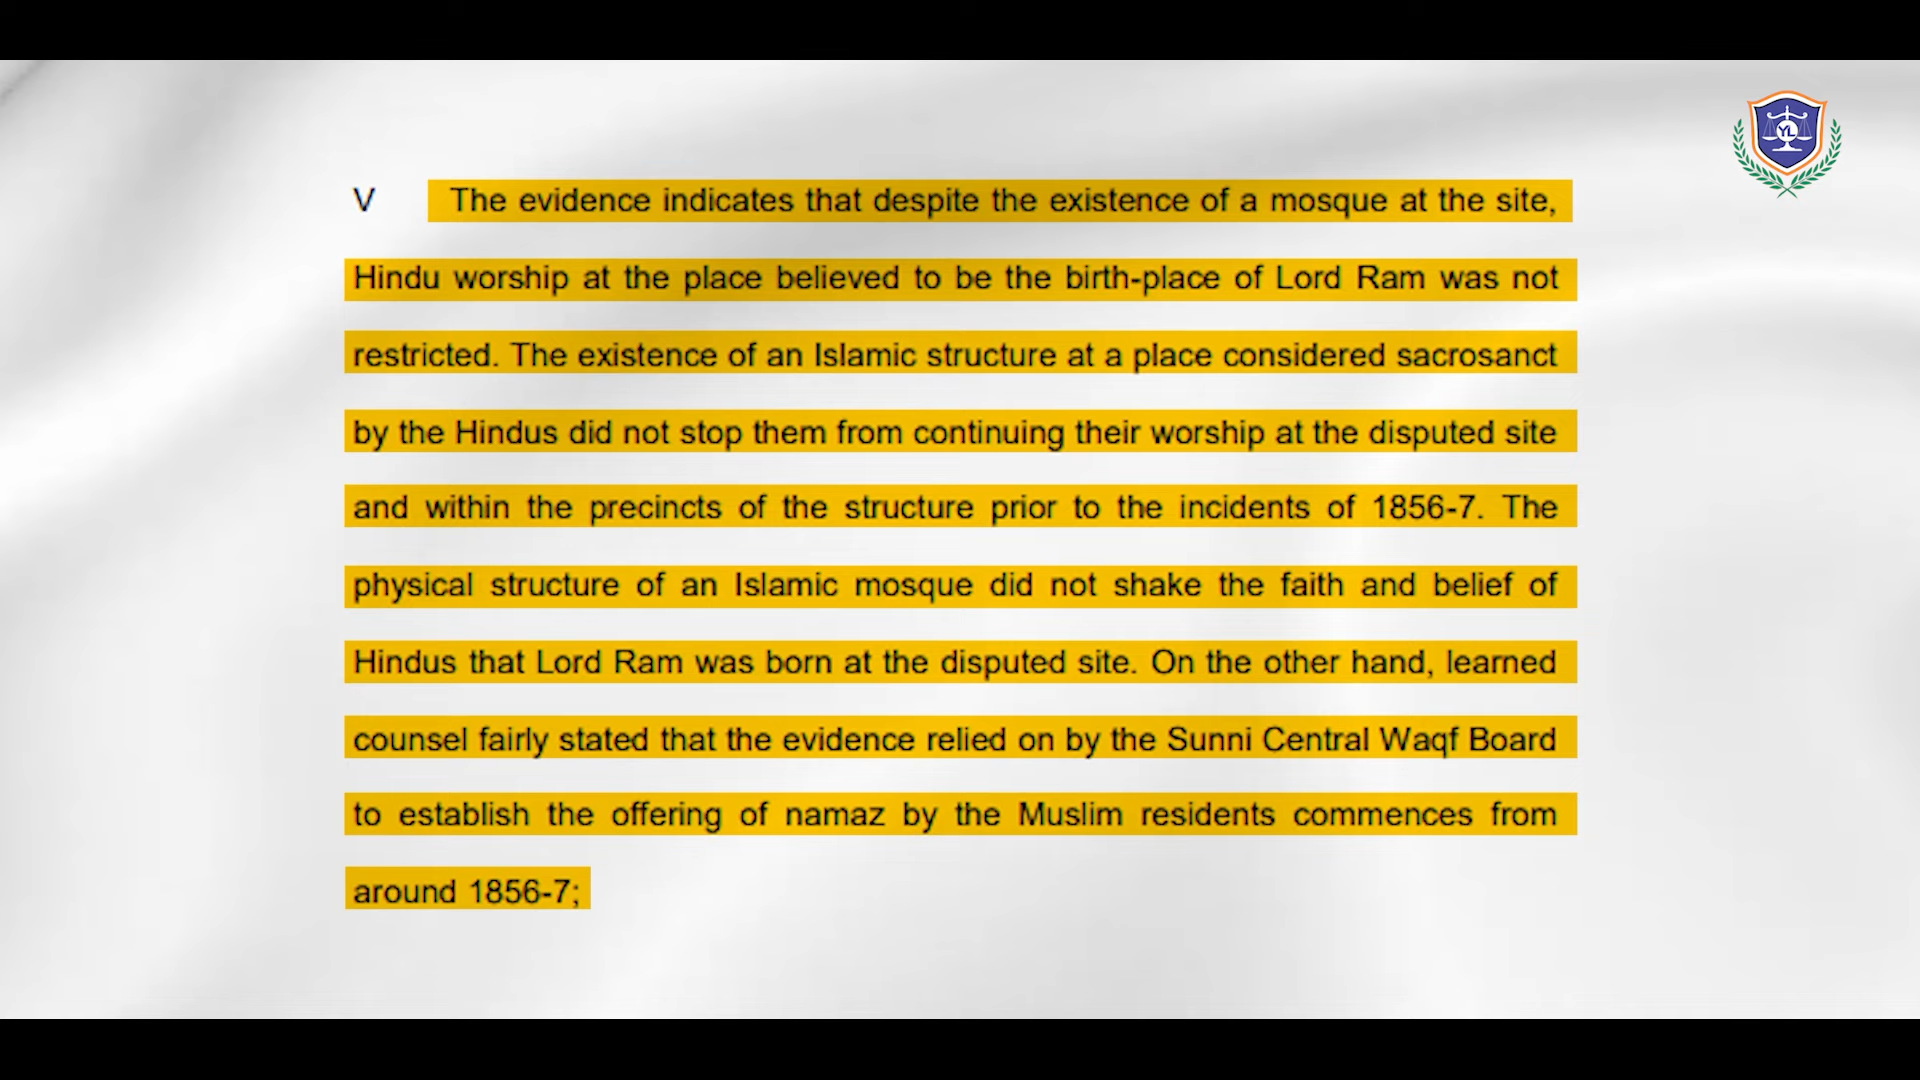 YL
V The evidence indicates that despite the existence of a mosque at the site,
Hindu worship at the place believed to be the birth-place of Lord Ram was not
restricted. The existence of an Islamic structure at a place considered sacrosanct
by the Hindus did not stop them from continuing their worship at the disputed site
and within the precincts of the structure prior to the incidents of 1856-7. The
physical structure of an Islamic mosque did not shake the faith and belief of
Hindus that Lord Ram was born at the disputed site. On the other hand, learned
counsel fairly stated that the evidence relied on by the Sunni Central Waqf Board
to establish the offering of namaz by the Muslim residents commences from
around 1856-7;